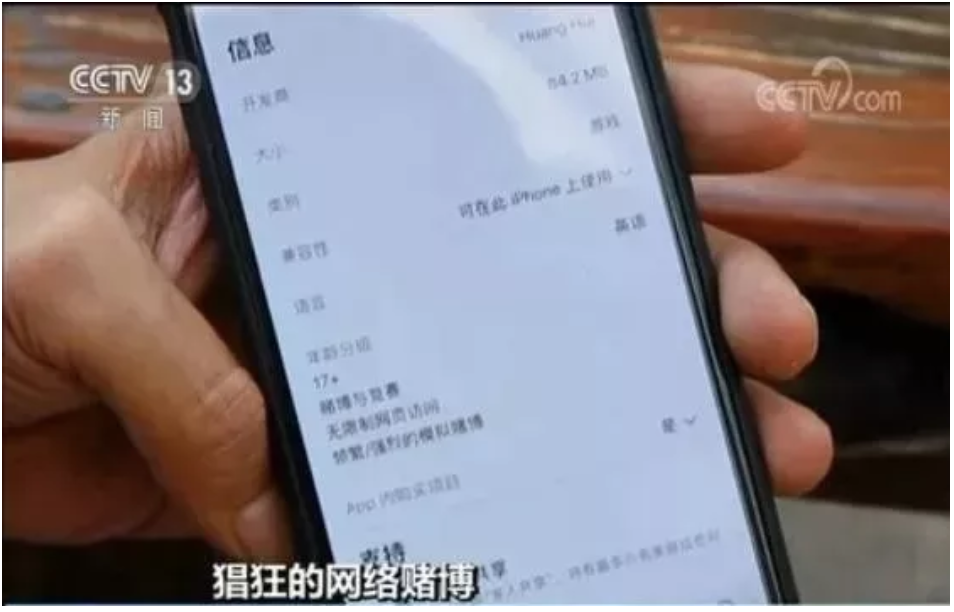 CCTV 13
新闻
CCTV.com
信息
开发商
Huang Hui
大小
84.2 MB
类别
游戏
兼容性
可在此 iPhone 上使用
语言
英语
年龄分级
17+
赌博与竞赛
无限制网页访问
频繁/强烈的模拟赌博
App 内购买项目
是
支持
猖狂的网络赌博